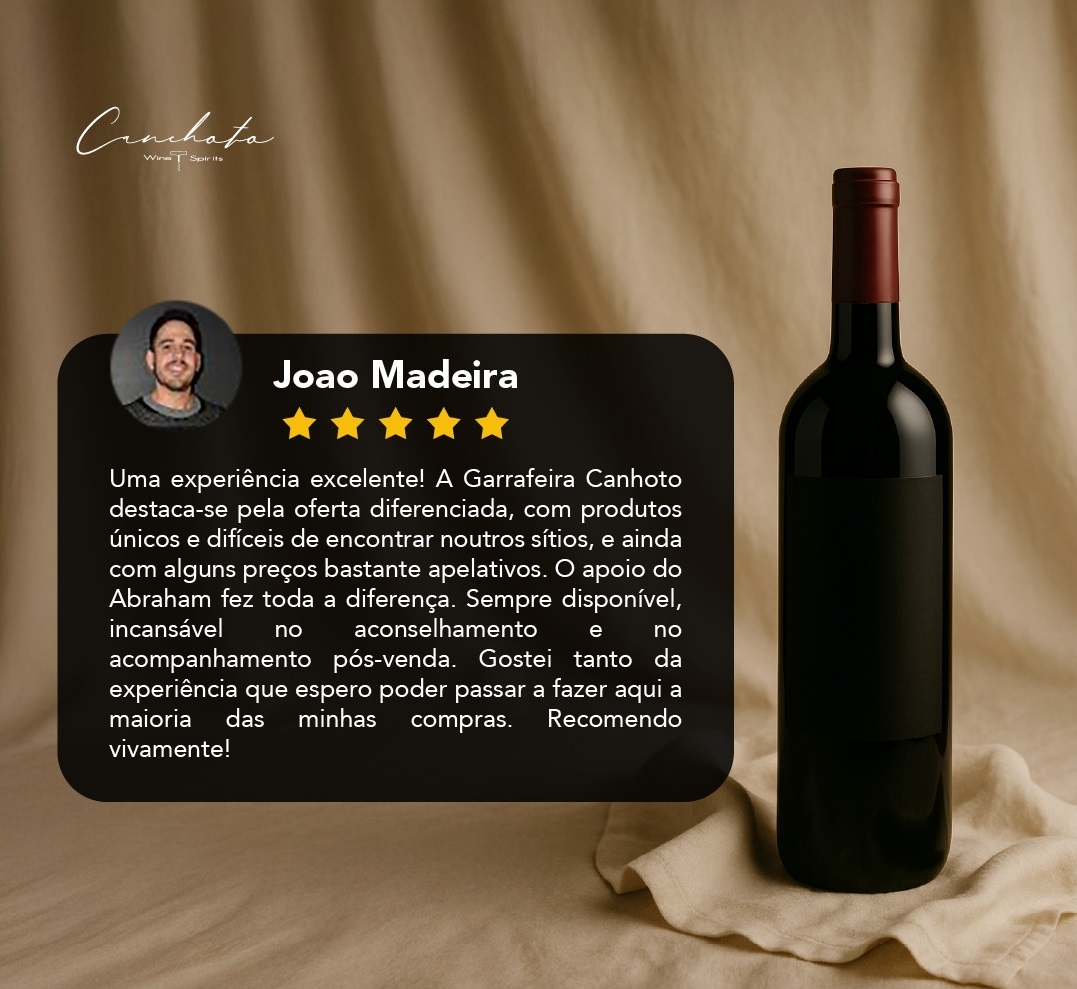 Canchoto
Wine Spirits
Joao Madeira
Uma experiência excelente! A Garrafeira Canhoto
destaca-se pela oferta diferenciada, com produtos
únicos e difíceis de encontrar noutros sítios, e ainda
com alguns preços bastante apelativos. O apoio do
Abraham fez toda a diferença. Sempre disponível,
incansável no aconselhamento e no
acompanhamento pós-venda. Gostei tanto da
experiência que espero poder passar a fazer aqui a
maioria das minhas compras. Recomendo
vivamente!